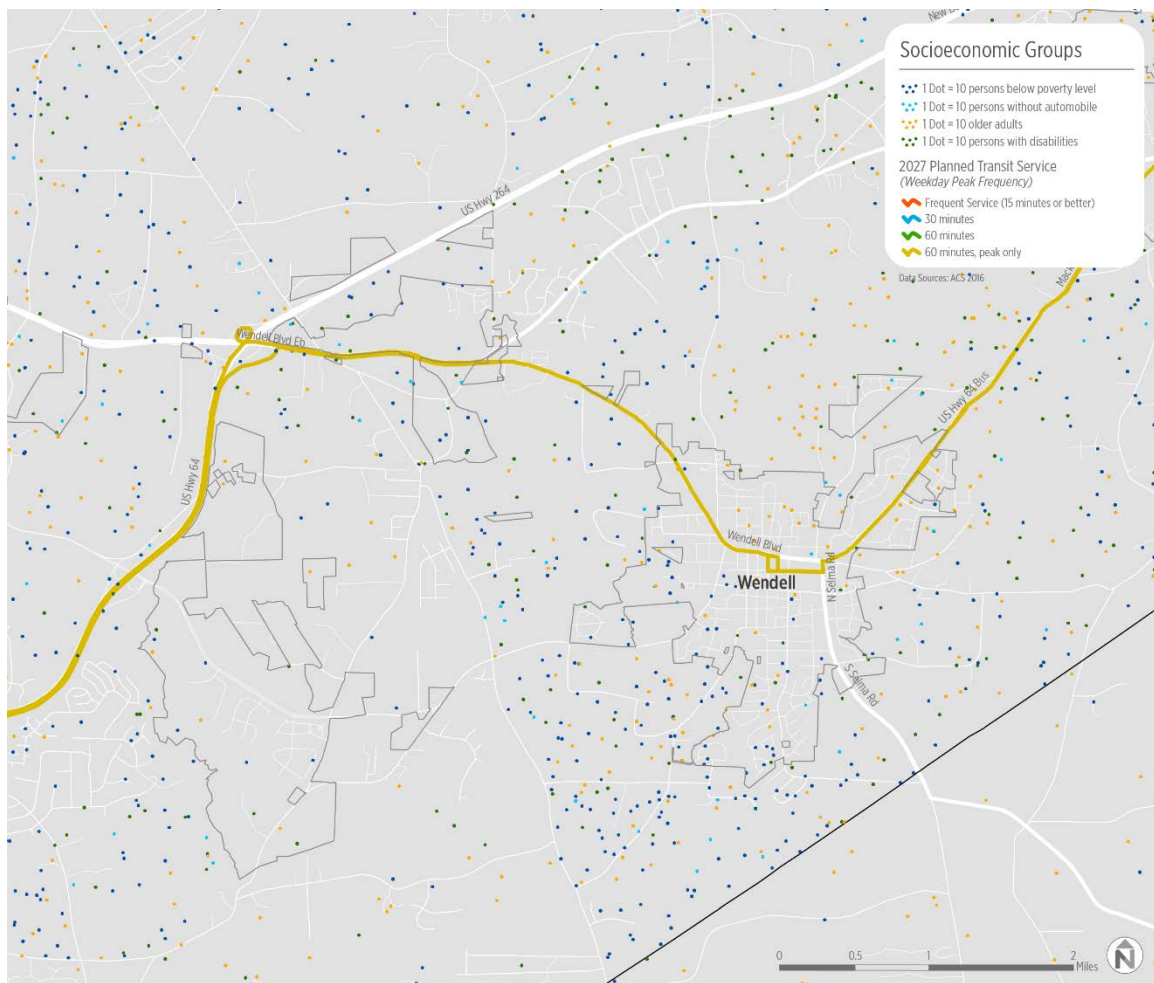 New B
Socioeconomic Groups
1 Dot = 10 persons below poverty level
1 Dot = 10 persons without automobile
1 Dot = 10 older adults
1 Dot = 10 persons with disabilities
2027 Planned Transit Service
(Weekday Peak Frequency)
Frequent Service (15 minutes or better)
30 minutes
60 minutes
60 minutes, peak only
Data Sources: ACS 2016
US Hwy 264
Mack
Wendell Blvd Eb
US Hwy 64 Bus
US Hwy 64
Wendell Blvd
Wendell
N Selma Rd
S Selma Rd
0 0.5 1 2
Miles
N